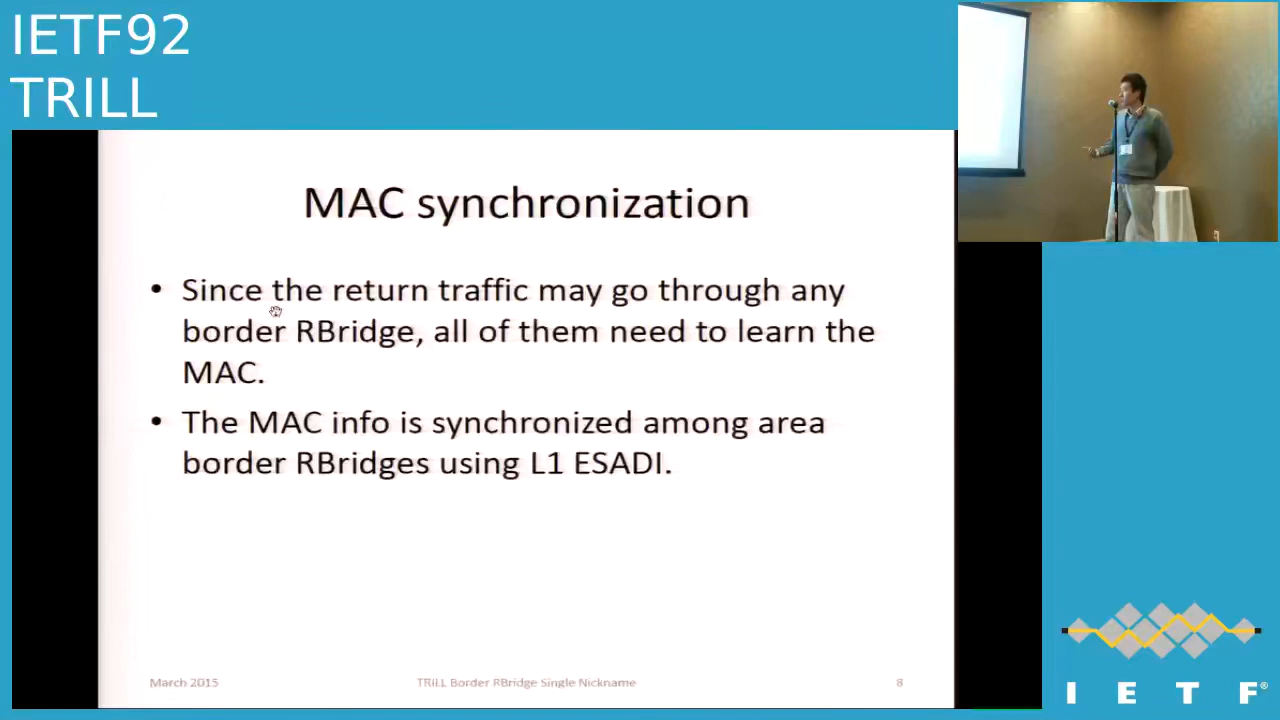 IETF92
TRILL
MAC synchronization
• Since the return traffic may go through any
border RBridge, all of them need to learn the
MAC.
• The MAC info is synchronized among area
border RBridges using L1 ESADI.
March 2015
TRILL Border RBridge Single Nickname
8
I E T F®